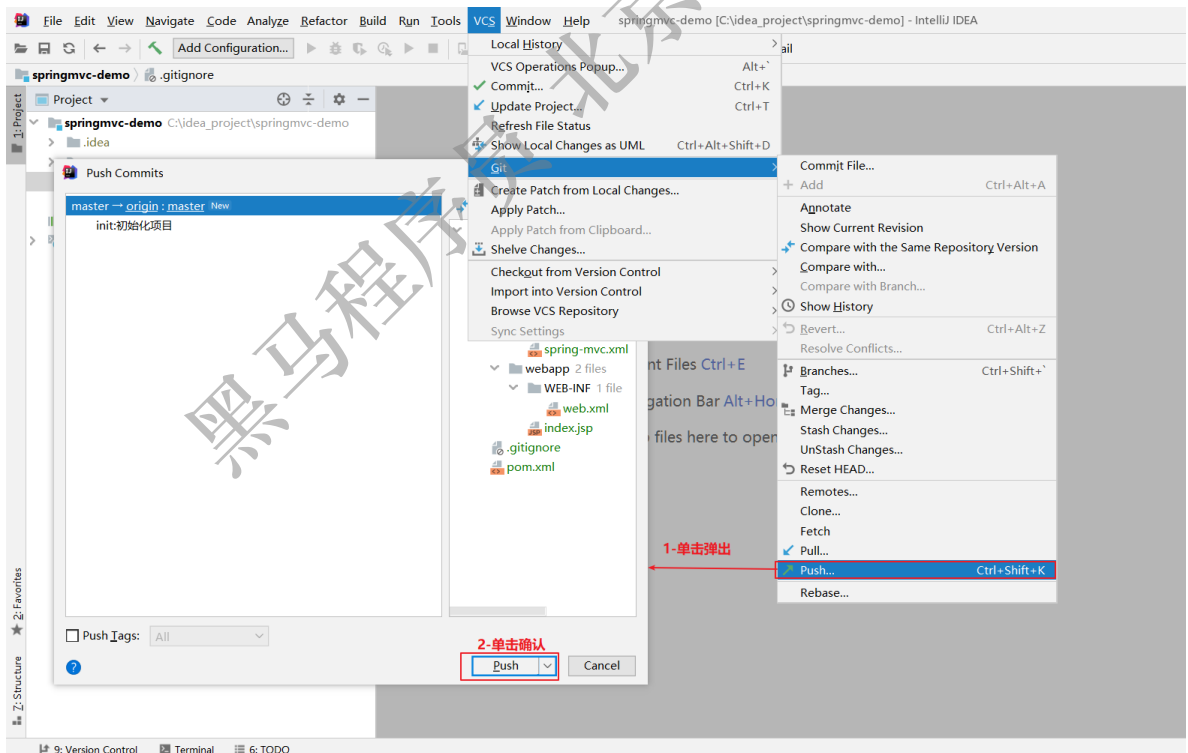 File Edit View Navigate Code Analyze Refactor Build Run Tools VCS Window Help springmvc-demo [C:\idea_project\springmvc-demo] - IntelliJ IDEA
Add Configuration...
springmvc-demo .gitignore
1: Project
Project
springmvc-demo C:\idea_project\springmvc-demo
.idea
Push Commits
master → origin : master New
init:初始化项目
Local History
VCS Operations Popup... Alt+`
Commit... Ctrl+K
Update Project... Ctrl+T
Refresh File Status
Show Local Changes as UML Ctrl+Alt+Shift+D
Git
Create Patch from Local Changes...
Apply Patch...
Apply Patch from Clipboard...
Shelve Changes...
Checkout from Version Control
Import into Version Control
Browse VCS Repository
Sync Settings
Commit File...
Add Ctrl+Alt+A
Annotate
Show Current Revision
Compare with the Same Repository Version
Compare with...
Compare with Branch...
Show History
Revert... Ctrl+Alt+Z
Resolve Conflicts...
Branches... Ctrl+Shift+`
Tag...
Merge Changes...
Stash Changes...
UnStash Changes...
Reset HEAD...
Remotes...
Clone...
Fetch
Pull...
Push... Ctrl+Shift+K
Rebase...
spring-mvc.xml
webapp 2 files
WEB-INF 1 file
web.xml
index.jsp
.gitignore
pom.xml
nt Files Ctrl+E
gation Bar Alt+Ho
files here to open
1-单击弹出
2-单击确认
Push Tags: All
Push Cancel
2: Favorites
Z: Structure
9: Version Control Terminal 6: TODO
黑马程序员 北京